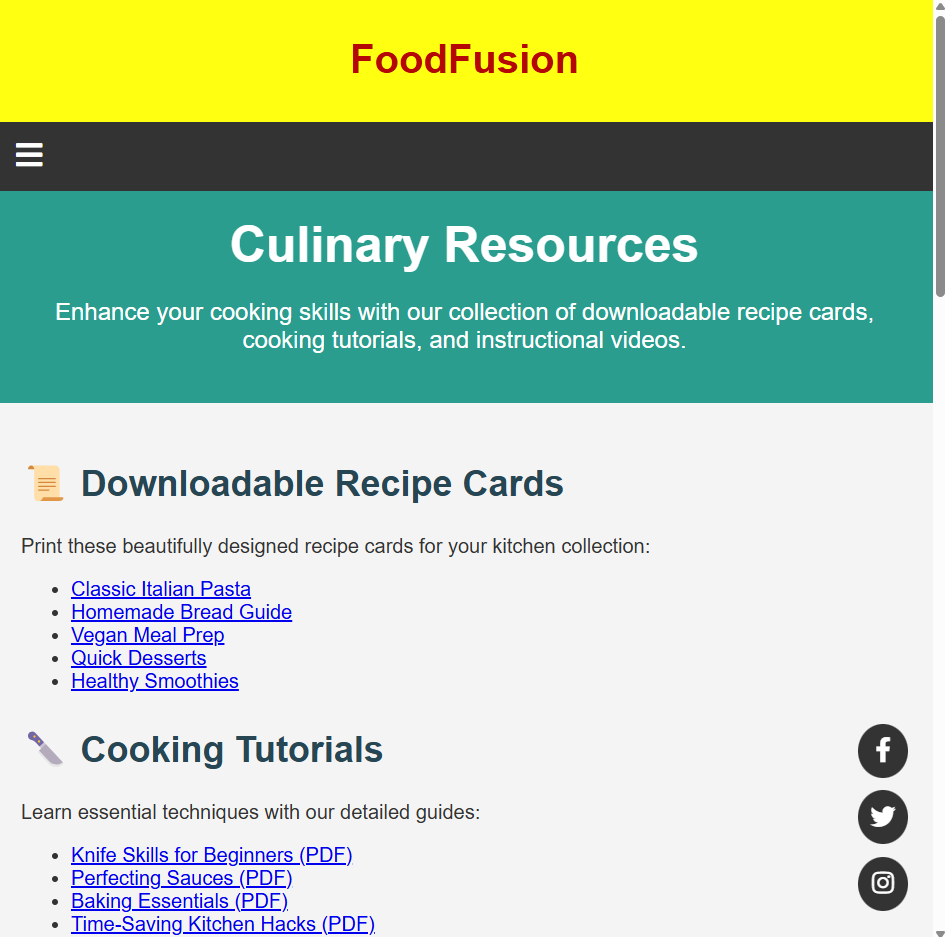 FoodFusion
Culinary Resources
Enhance your cooking skills with our collection of downloadable recipe cards,
cooking tutorials, and instructional videos.
Downloadable Recipe Cards
Print these beautifully designed recipe cards for your kitchen collection:
Classic Italian Pasta
Homemade Bread Guide
Vegan Meal Prep
Quick Desserts
Healthy Smoothies
Cooking Tutorials
Learn essential techniques with our detailed guides:
Knife Skills for Beginners (PDF)
Perfecting Sauces (PDF)
Baking Essentials (PDF)
Time-Saving Kitchen Hacks (PDF)